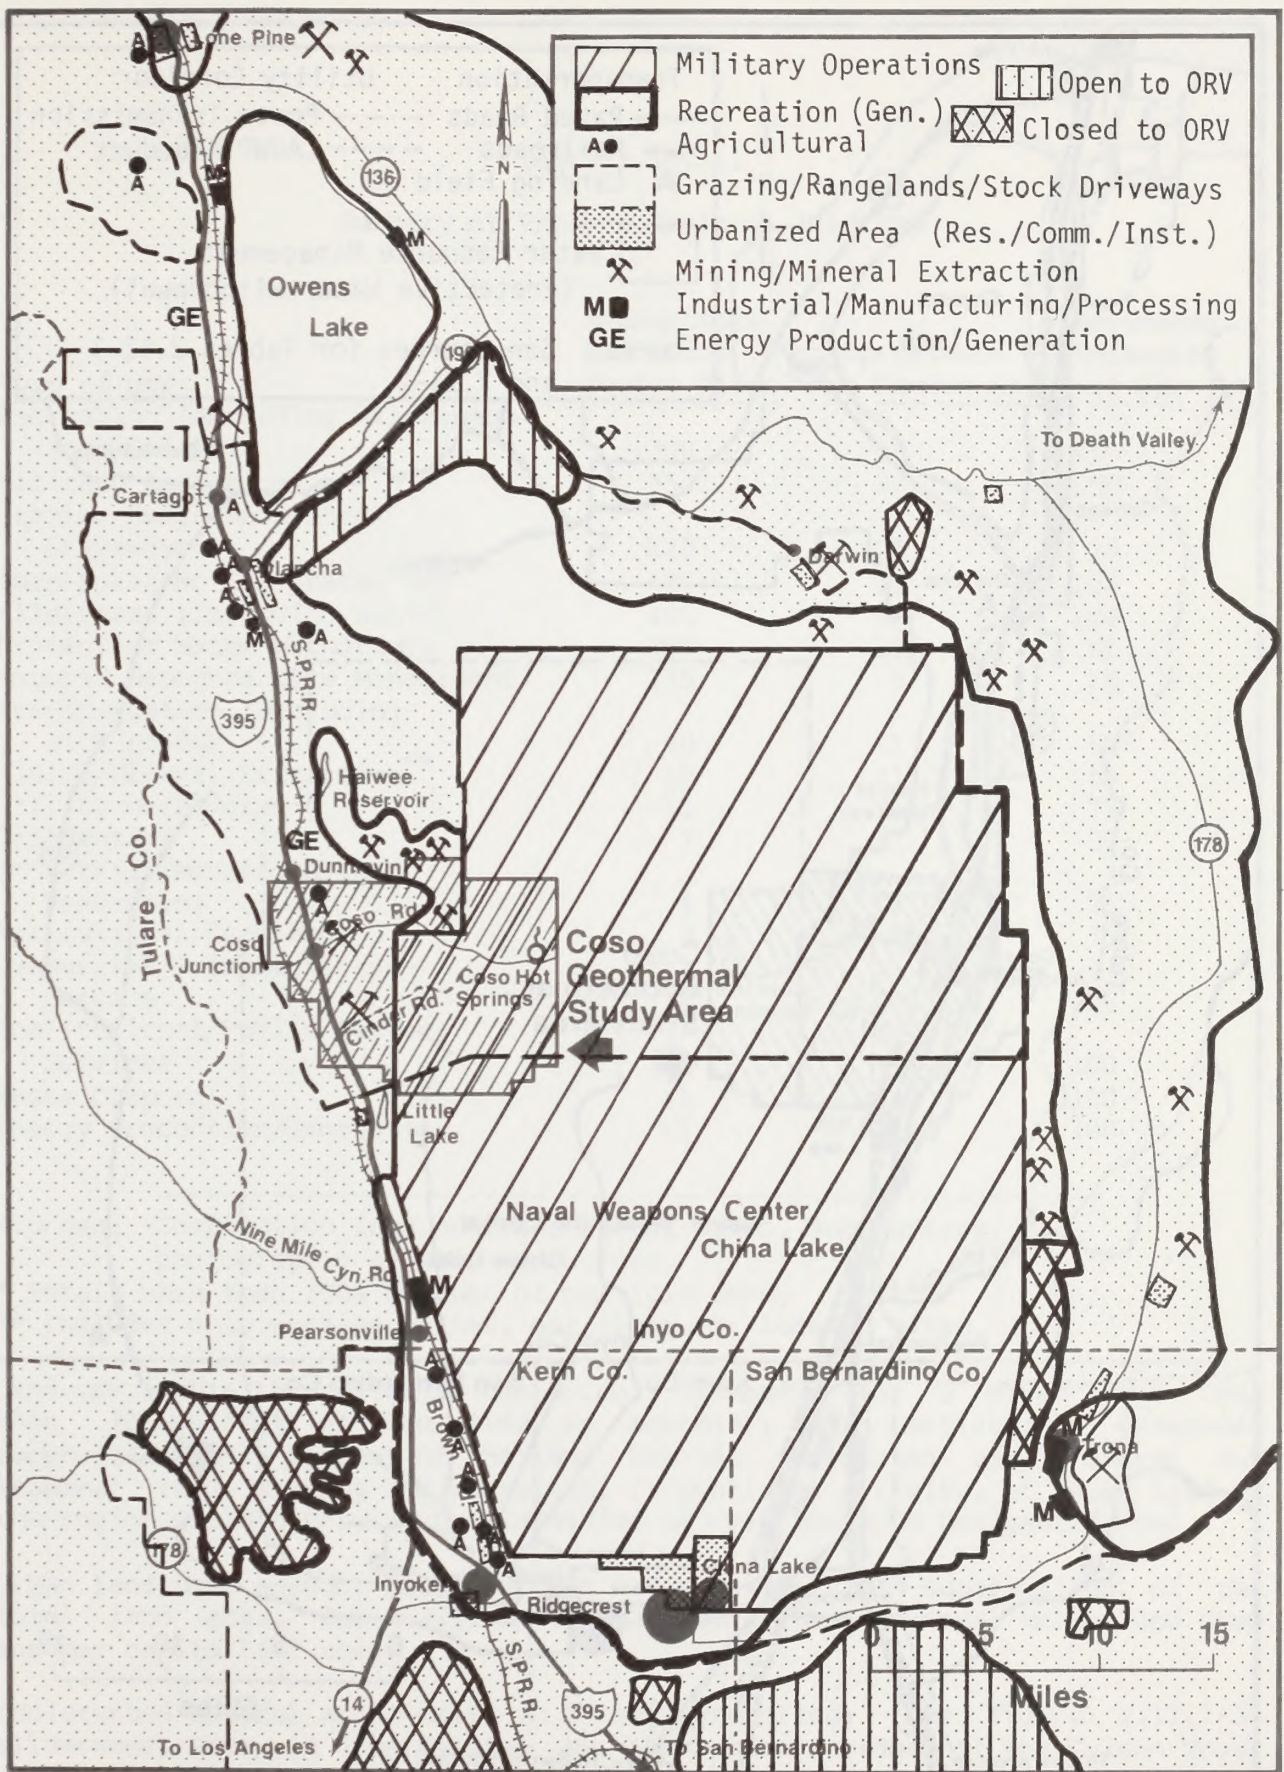 Military Operations
Open to ORV
Recreation (Gen.)
Closed to ORV
A Agricultural
Grazing/Rangelands/Stock Driveways
Urbanized Area (Res./Comm./Inst.)
Mining/Mineral Extraction
M Industrial/Manufacturing/Processing
GE Energy Production/Generation
A
Lone Pine
N
A
M
136
M
Owens
Lake
GE
190
To Death Valley
Cartago
A
A
A
Olancha
A
M
A
Darwin
S.P.R.R.
395
Haiwee
Reservoir
178
Tulare Co.
GE
Dunmovin
A
Coso Rd.
Coso
Junction
Coso Hot
Springs
Cinder Rd.
Coso
Geothermal
Study Area
Little
Lake
Naval Weapons Center
China Lake
Nine Mile Cyn. Rd.
M
Pearsonville
Inyo Co.
Kern Co.
San Bernardino Co.
A
Brown Rd.
A
A
A
A
M
Trona
M
178
Inyokern
China Lake
Ridgecrest
0 5 10 15
Miles
S.P.R.R.
14
395
To Los Angeles
To San Bernardino